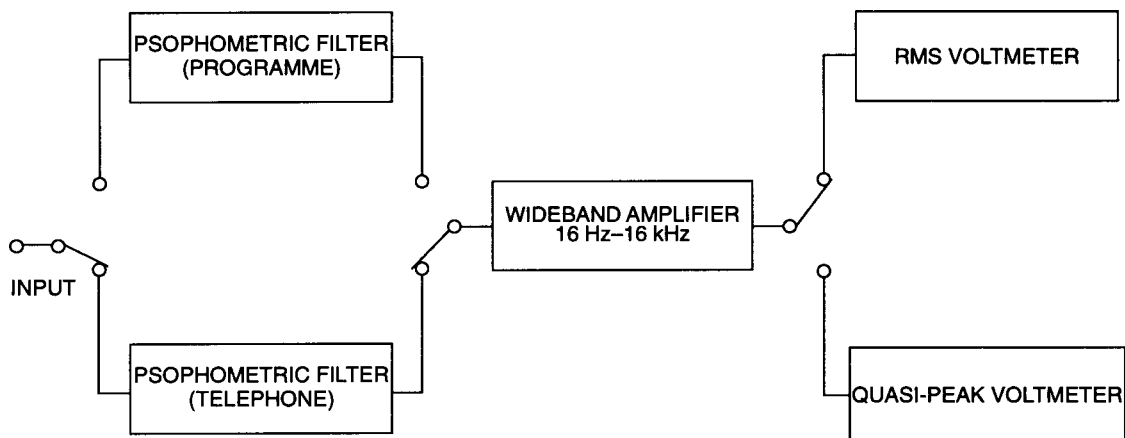 PSOPHOMETRIC FILTER
(PROGRAMME)
RMS VOLTMETER
WIDEBAND AMPLIFIER
16 Hz–16 kHz
INPUT
PSOPHOMETRIC FILTER
(TELEPHONE)
QUASI-PEAK VOLTMETER